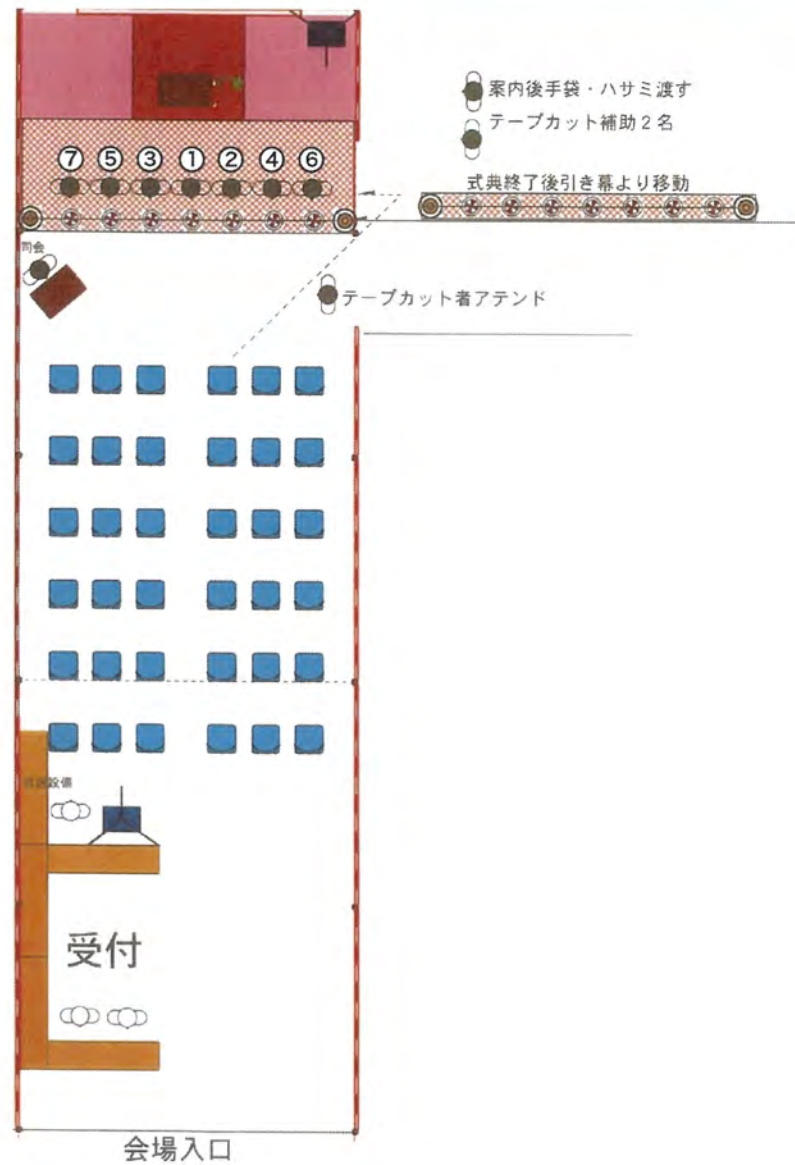 案内後手袋・ハサミ渡す
テープカット補助２名
⑦ ⑤ ③ ① ② ④ ⑥
式典終了後引き幕より移動
司会
テープカット者アテンド
受付
会場入口